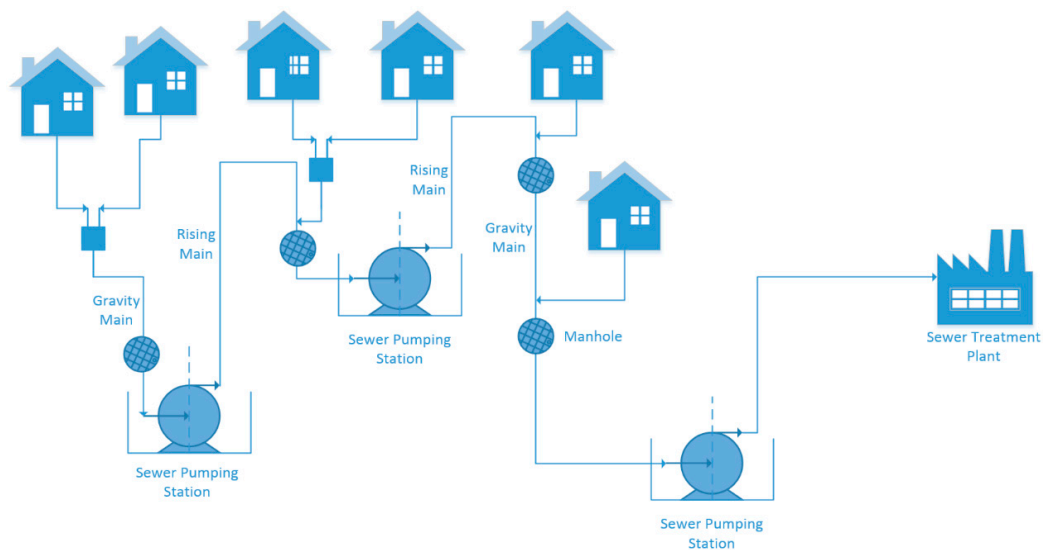 Rising
Main
Rising
Main
Gravity
Main
Gravity
Main
Sewer Pumping
Station
Manhole
Sewer Treatment
Plant
Sewer Pumping
Station
Sewer Pumping
Station